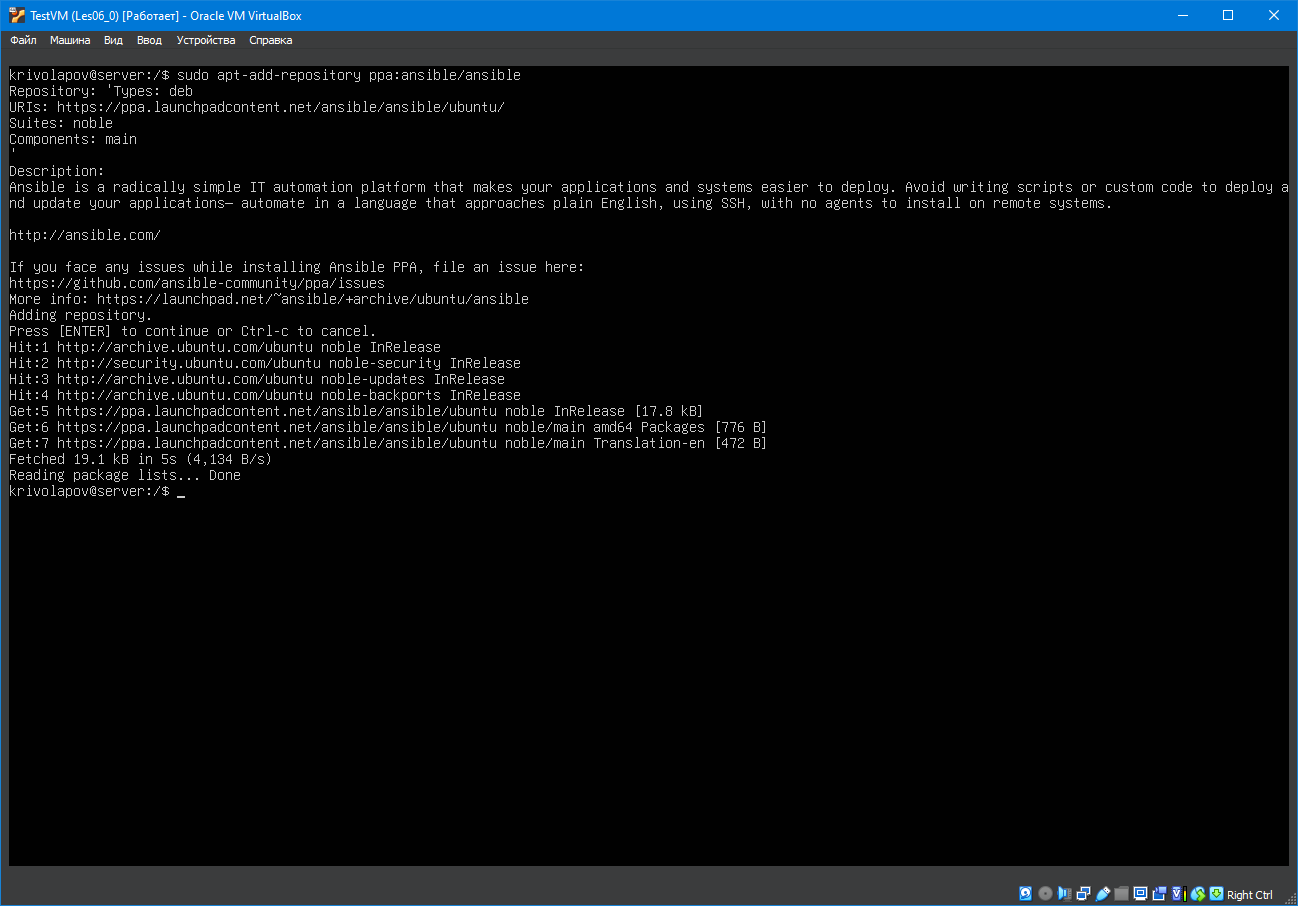 TestVM (Les06_0) [Работает] - Oracle VM VirtualBox
Файл Машина Вид Ввод Устройства Справка
krivolapov@server:/$ sudo apt-add-repository ppa:ansible/ansible
Repository: 'Types: deb
URIs: https://ppa.launchpadcontent.net/ansible/ansible/ubuntu/
Suites: noble
Components: main
'
Description:
Ansible is a radically simple IT automation platform that makes your applications and systems easier to deploy. Avoid writing scripts or custom code to deploy a
nd update your applications— automate in a language that approaches plain English, using SSH, with no agents to install on remote systems.
http://ansible.com/
If you face any issues while installing Ansible PPA, file an issue here:
https://github.com/ansible-community/ppa/issues
More info: https://launchpad.net/~ansible/+archive/ubuntu/ansible
Adding repository.
Press [ENTER] to continue or Ctrl-c to cancel.
Hit:1 http://archive.ubuntu.com/ubuntu noble InRelease
Hit:2 http://security.ubuntu.com/ubuntu noble-security InRelease
Hit:3 http://archive.ubuntu.com/ubuntu noble-updates InRelease
Hit:4 http://archive.ubuntu.com/ubuntu noble-backports InRelease
Get:5 https://ppa.launchpadcontent.net/ansible/ansible/ubuntu noble InRelease [17.8 kB]
Get:6 https://ppa.launchpadcontent.net/ansible/ansible/ubuntu noble/main amd64 Packages [776 B]
Get:7 https://ppa.launchpadcontent.net/ansible/ansible/ubuntu noble/main Translation-en [472 B]
Fetched 19.1 kB in 5s (4,134 B/s)
Reading package lists... Done
krivolapov@server:/$ _
Right Ctrl